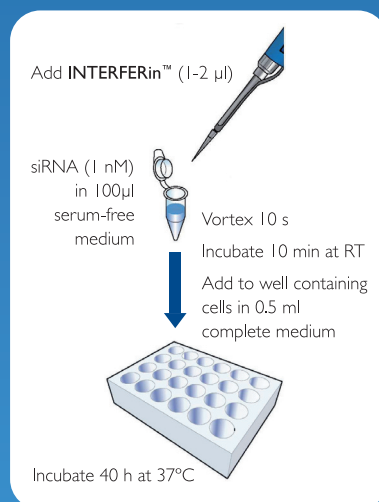 Add INTERFERin™ (1-2 µl)
siRNA (1 nM)
in 100µl
serum-free
medium
Vortex 10 s
Incubate 10 min at RT
Add to well containing
cells in 0.5 ml
complete medium
Incubate 40 h at 37ºC